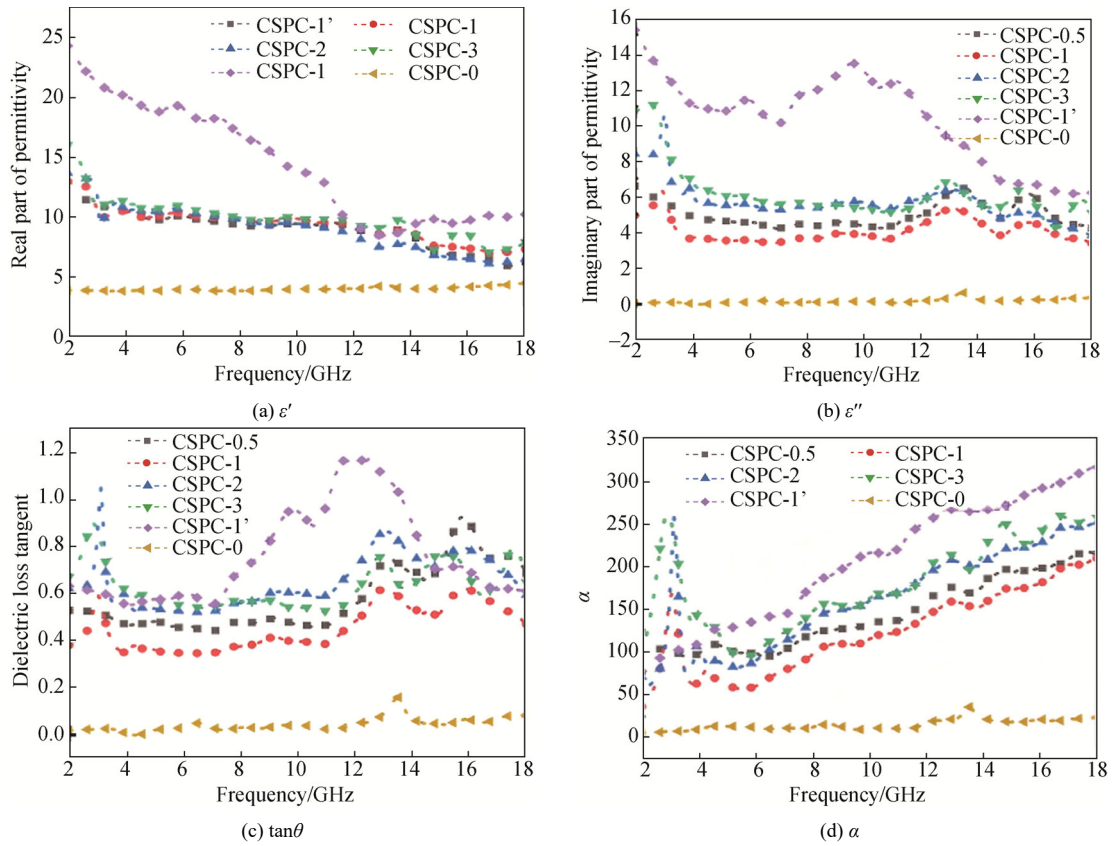 CSPC-1’ CSPC-1
CSPC-2 CSPC-3
CSPC-1 CSPC-0
25
20
15
10
5
0
Real part of permittivity
2 4 6 8 10 12 14 16 18
Frequency/GHz
(a) ε′
16
14
12
10
8
6
4
2
0
−2
Imaginary part of permittivity
CSPC-0.5
CSPC-1
CSPC-2
CSPC-3
CSPC-1’
CSPC-0
2 4 6 8 10 12 14 16 18
Frequency/GHz
(b) ε″
CSPC-0.5
CSPC-1
CSPC-2
CSPC-3
CSPC-1’
CSPC-0
1.2
1.0
0.8
0.6
0.4
0.2
0.0
Dielectric loss tangent
2 4 6 8 10 12 14 16 18
Frequency/GHz
(c) tanθ
350
300
250
200
150
100
50
0
α
CSPC-0.5 CSPC-1
CSPC-2 CSPC-3
CSPC-1’ CSPC-0
2 4 6 8 10 12 14 16 18
Frequency/GHz
(d) α